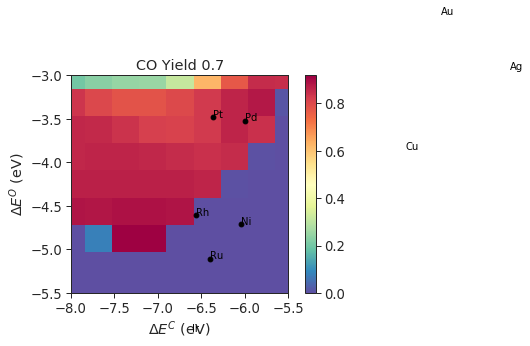 Au
CO Yield 0.7
Ag
Pt
Pd
Cu
Rh
Ni
Ru
−3.0
−3.5
−4.0
−4.5
−5.0
−5.5
−8.0 −7.5 −7.0 −6.5 −6.0 −5.5
0.8
0.6
0.4
0.2
0.0
ΔE^O (eV)
ΔE^C (eV)
Ir